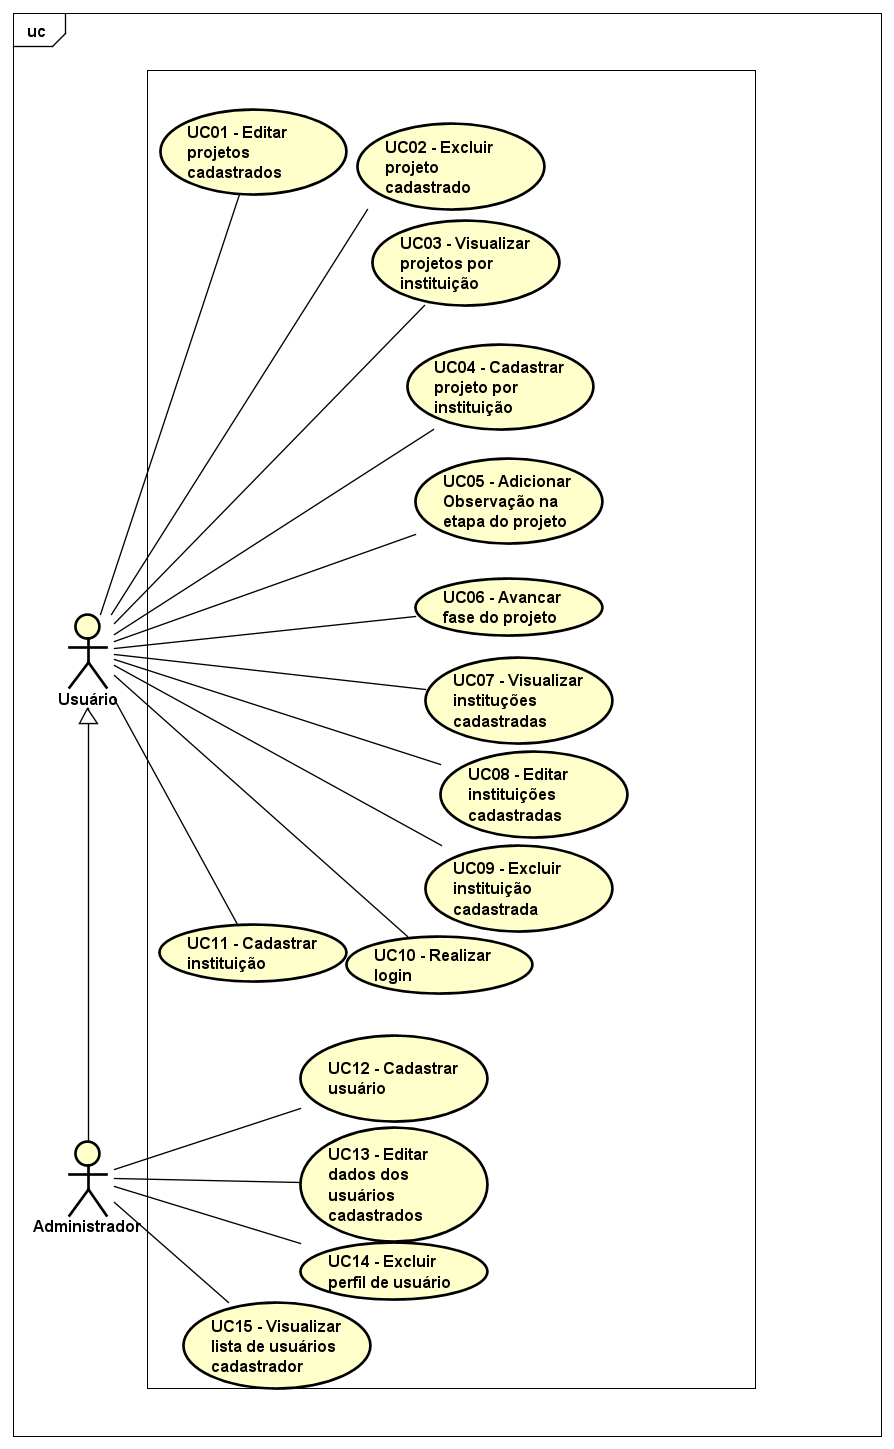 uc
UC01 - Editar
projetos
cadastrados
UC02 - Excluir
projeto
cadastrado
UC03 - Visualizar
projetos por
instituição
UC04 - Cadastrar
projeto por
instituição
UC05 - Adicionar
Observação na
etapa do projeto
UC06 - Avancar
fase do projeto
Usuário
UC07 - Visualizar
instituções
cadastradas
UC08 - Editar
instituições
cadastradas
UC09 - Excluir
instituição
cadastrada
UC11 - Cadastrar
instituição
UC10 - Realizar
login
UC12 - Cadastrar
usuário
UC13 - Editar
dados dos
usuários
cadastrados
Administrador
UC14 - Excluir
perfil de usuário
UC15 - Visualizar
lista de usuários
cadastrador